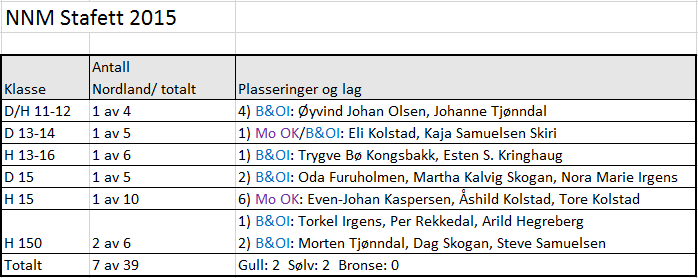 NNM Stafett 2015
Klasse Antall Nordland/ totalt Plasseringer og lag
D/H 11-12 1 av 4 4) B&OI: Øyvind Johan Olsen, Johanne Tjønndal
D 13-14 1 av 5 1) Mo OK/B&OI: Eli Kolstad, Kaja Samuelsen Skiri
H 13-16 1 av 6 1) B&OI: Trygve Bø Kongsbakk, Esten S. Kringhaug
D 15 1 av 5 2) B&OI: Oda Furuholmen, Martha Kalvig Skogan, Nora Marie Irgens
H 15 1 av 10 6) Mo OK: Even-Johan Kaspersen, Åshild Kolstad, Tore Kolstad
1) B&OI: Torkel Irgens, Per Rekkedal, Arild Hegreberg
H 150 2 av 6 2) B&OI: Morten Tjønndal, Dag Skogan, Steve Samuelsen
Totalt 7 av 39 Gull: 2 Sølv: 2 Bronse: 0